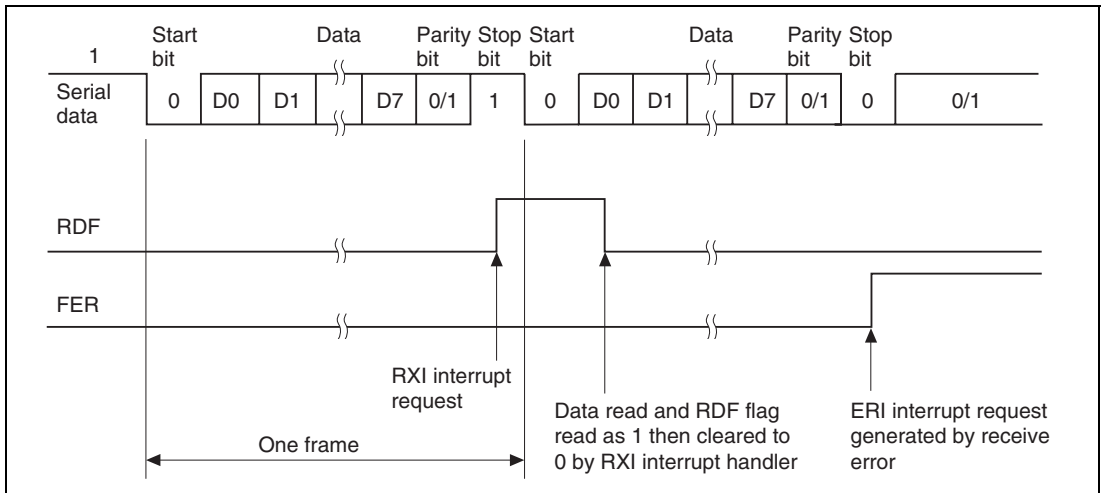 Start bit Data Parity bit Stop bit Start bit Data Parity bit Stop bit
1
Serial data 0 D0 D1 D7 0/1 1 0 D0 D1 D7 0/1 0 0/1
RDF
FER
RXI interrupt
request
Data read and RDF flag
read as 1 then cleared to
0 by RXI interrupt handler
ERI interrupt request
generated by receive
error
One frame